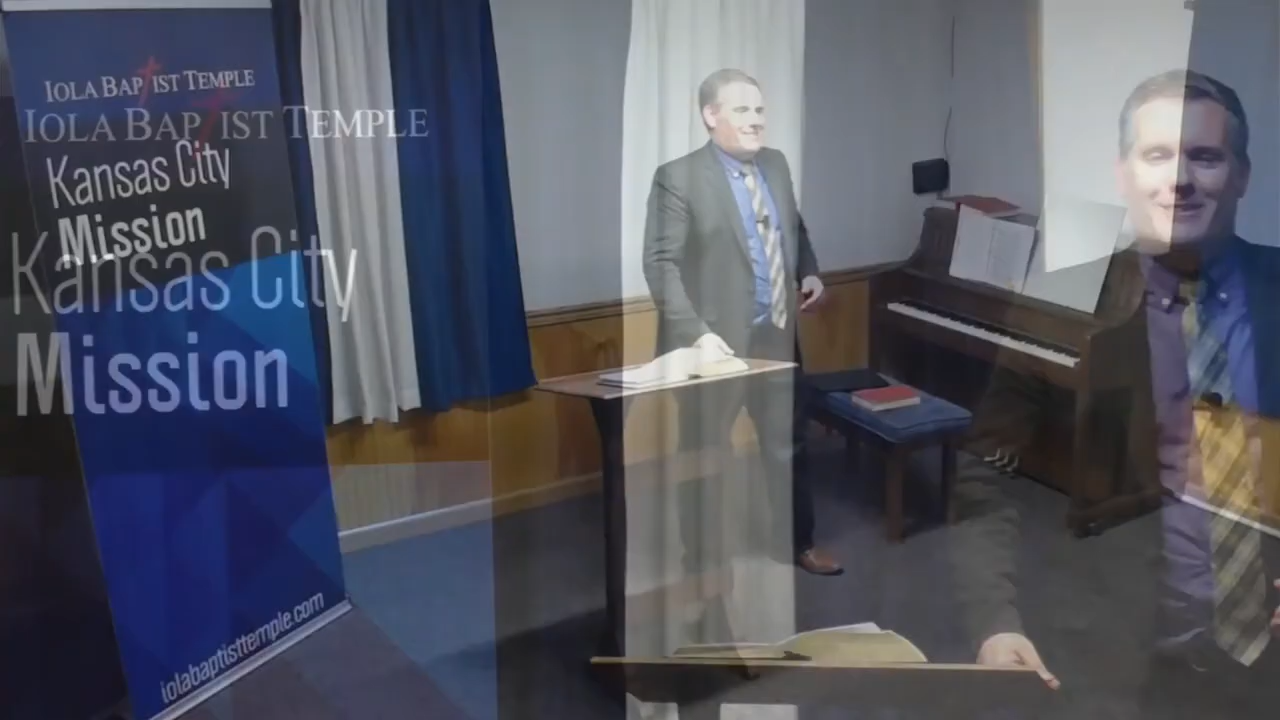 IOLA BAPTIST TEMPLE
IOLA BAPTIST TEMPLE
Kansas City
Mission
Kansas City
Mission
iolabaptisttemple.com